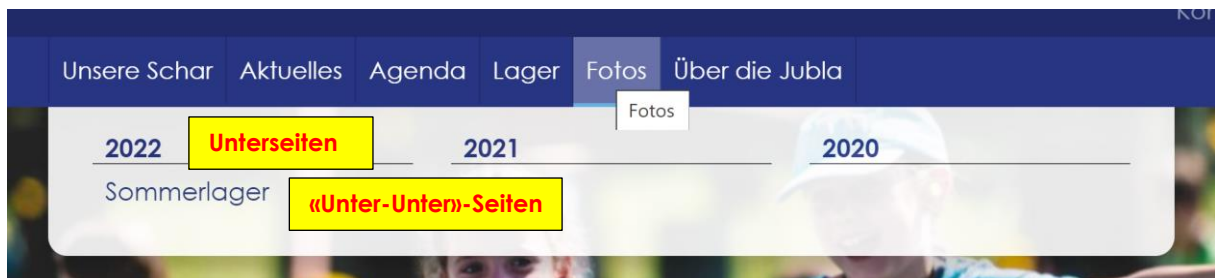 Kon
Unsere Schar Aktuelles Agenda Lager Fotos Über die Jubla
Fotos
2022 Unterseiten 2021 2020
Sommerlager «Unter-Unter»-Seiten